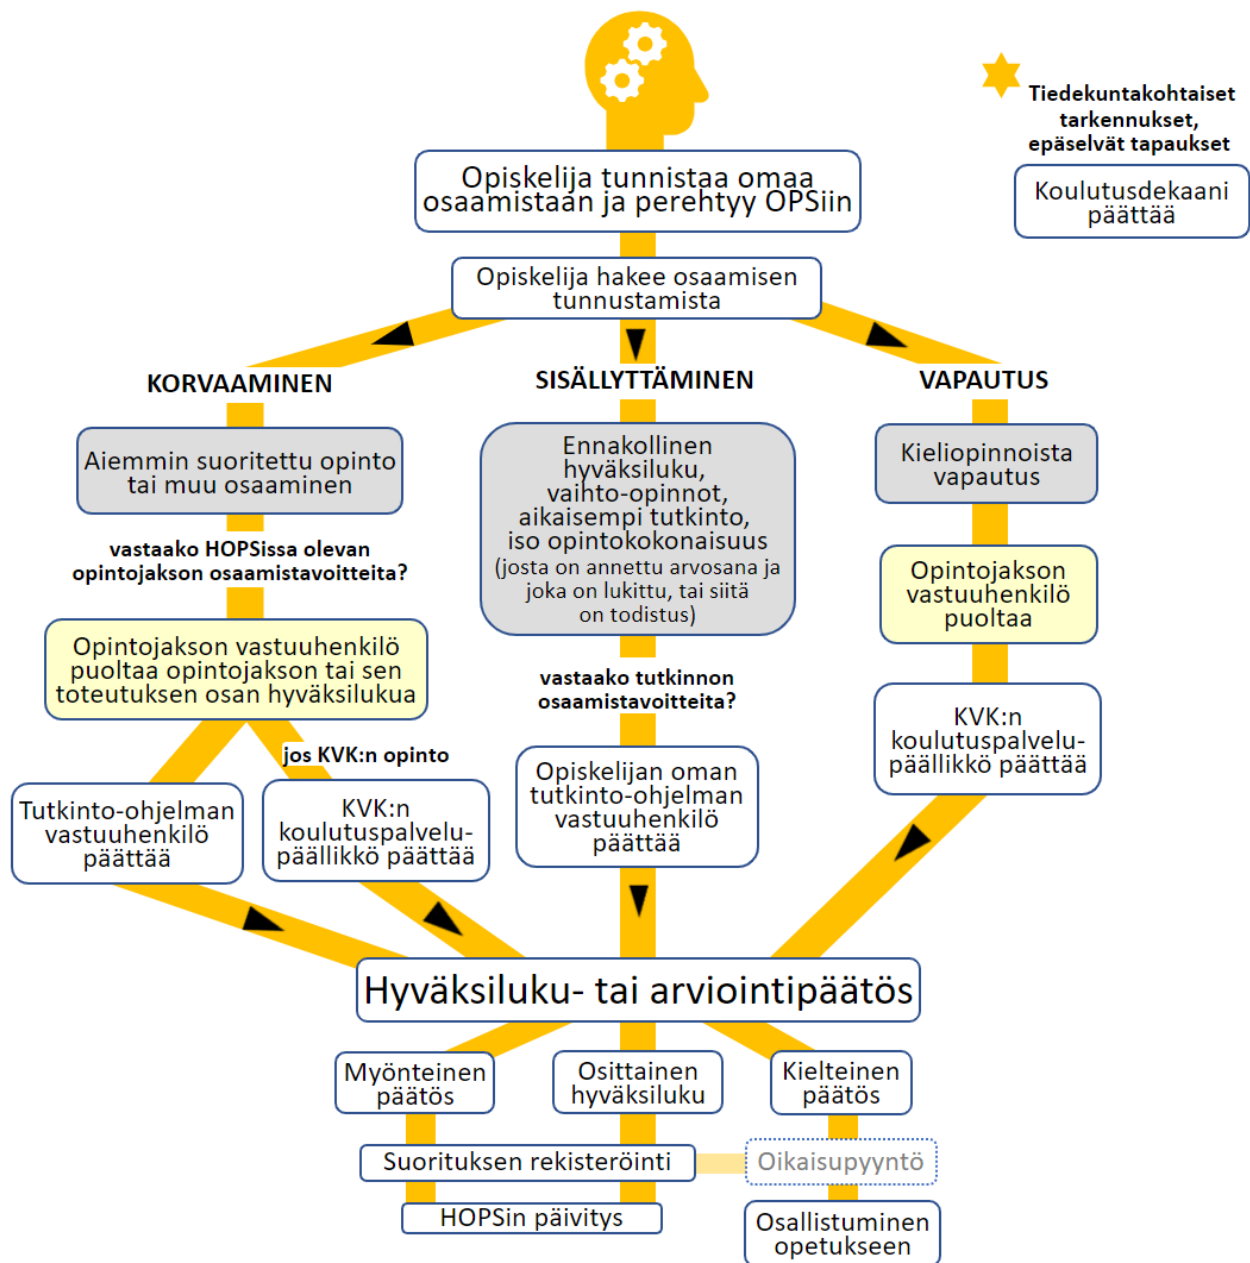 Tiedekuntakohtaiset
tarkennukset,
epäselvät tapaukset
Koulutusdekaani
päättää
Opiskelija tunnistaa omaa
osaamistaan ja perehtyy OPSiin
Opiskelija hakee osaamisen
tunnustamista
KORVAAMINEN
Aiemmin suoritettu opinto
tai muu osaaminen
vastaako HOPSissa olevan
opintojakson osaamistavoitteita?
Opintojakson vastuuhenkilö
puoltaa opintojakson tai sen
toteutuksen osan hyväksilukua
Tutkinto-ohjelman
vastuuhenkilö
päättää
jos KVK:n opinto
KVK:n
koulutuspalvelu-
päällikkö päättää
SISÄLLYTTÄMINEN
Ennakollinen
hyväksiluku,
vaihto-opinnot,
aikaisempi tutkinto,
iso opintokokonaisuus
(josta on annettu arvosana ja
joka on lukittu, tai siitä
on todistus)
vastaako tutkinnon
osaamistavoitteita?
Opiskelijan oman
tutkinto-ohjelman
vastuuhenkilö
päättää
VAPAUTUS
Kieliopinnoista
vapautus
Opintojakson
vastuuhenkilö
puoltaa
KVK:n
koulutuspalvelu-
päällikkö päättää
Hyväksiluku- tai arviointipäätös
Myönteinen
päätös
Osittainen
hyväksiluku
Kielteinen
päätös
Suorituksen rekisteröinti
Oikaisupyyntö
HOPSin päivitys
Osallistuminen
opetukseen